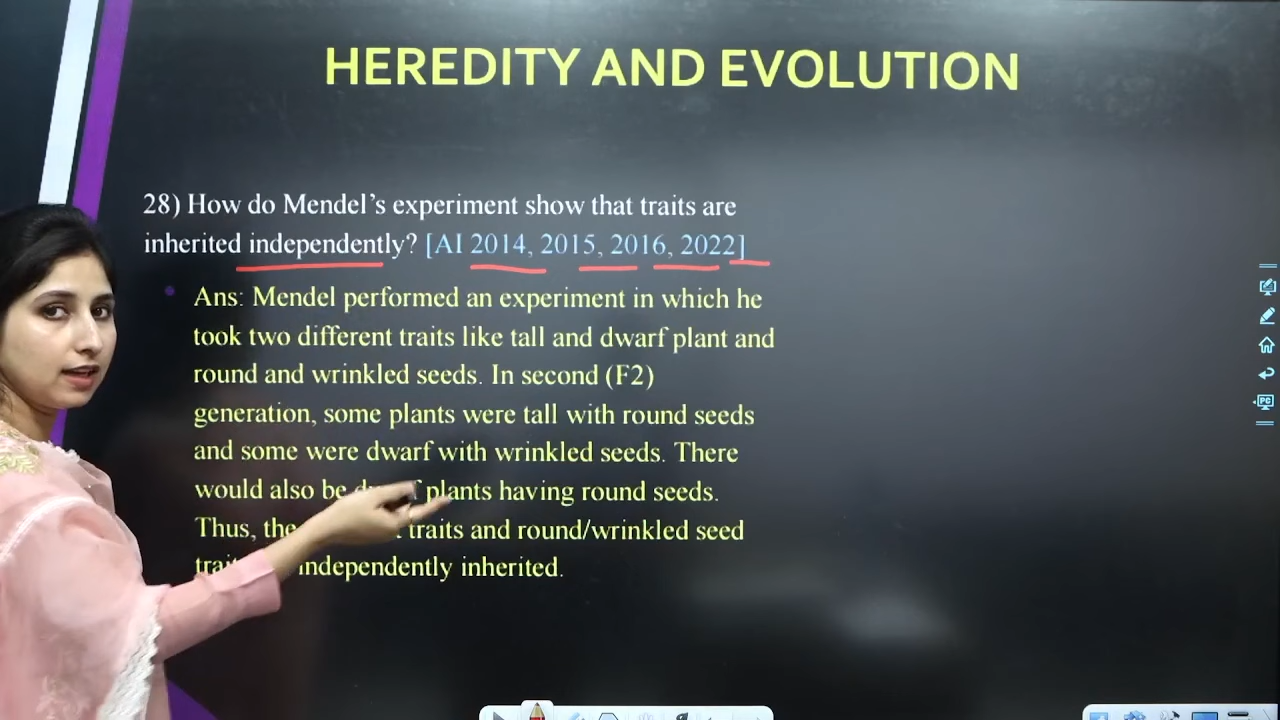 HEREDITY AND EVOLUTION
28) How do Mendel's experiment show that traits are
inherited independently? [AI 2014, 2015, 2016, 2022]
Ans: Mendel performed an experiment in which he
took two different traits like tall and dwarf plant and
round and wrinkled seeds. In second (F2)
generation, some plants were tall with round seeds
and some were dwarf with wrinkled seeds. There
would also be plants having round seeds.
Thus, the traits and round/wrinkled seed
independently inherited.
PC